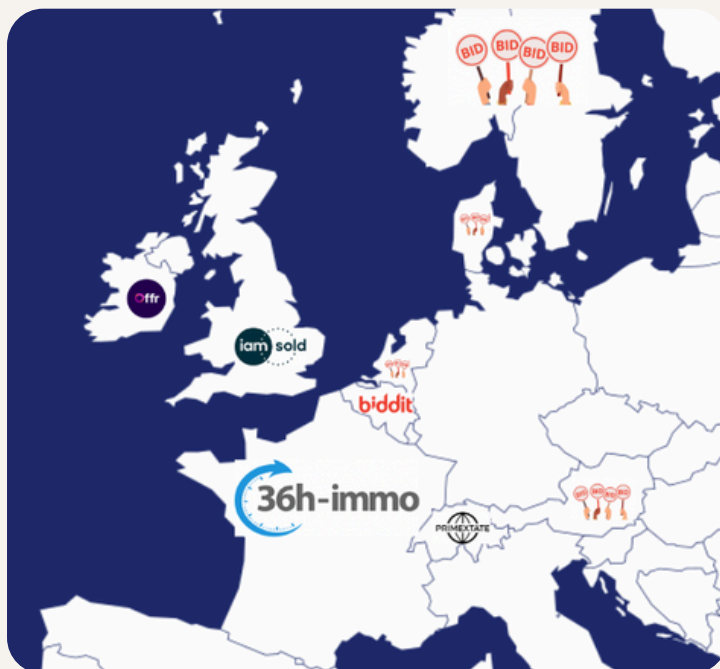 BID BID BID BID
Offr
iam sold
biddit
36h-immo
PRIMEXTATE